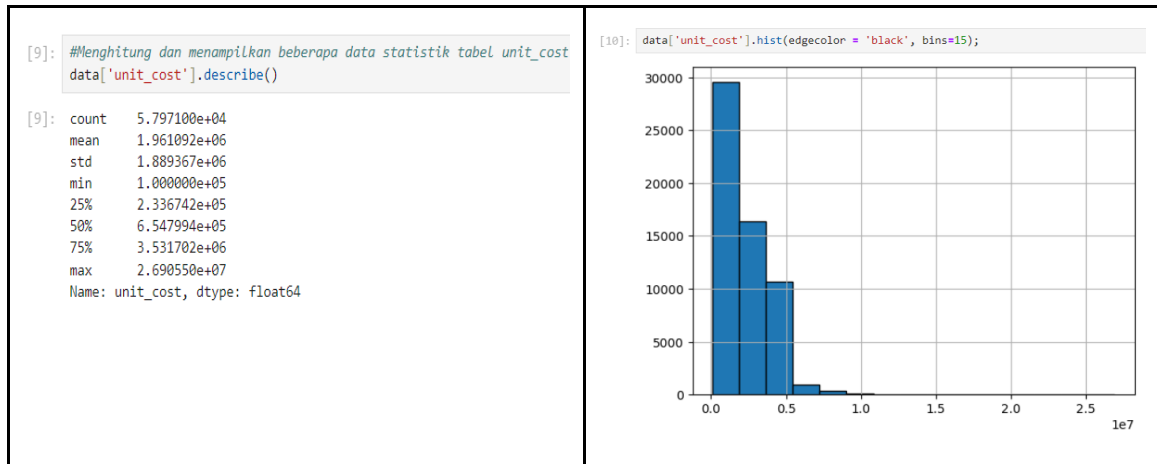 [9]: #Menghitung dan menampilkan beberapa data statistik tabel unit_cost
data['unit_cost'].describe()
[9]: count 5.797100e+04
mean 1.961092e+06
std 1.889367e+06
min 1.000000e+05
25% 2.336742e+05
50% 6.547994e+05
75% 3.531702e+06
max 2.690550e+07
Name: unit_cost, dtype: float64
[10]: data['unit_cost'].hist(edgecolor = 'black', bins=15);
30000
25000
20000
15000
10000
5000
0
0.0 0.5 1.0 1.5 2.0 2.5
1e7